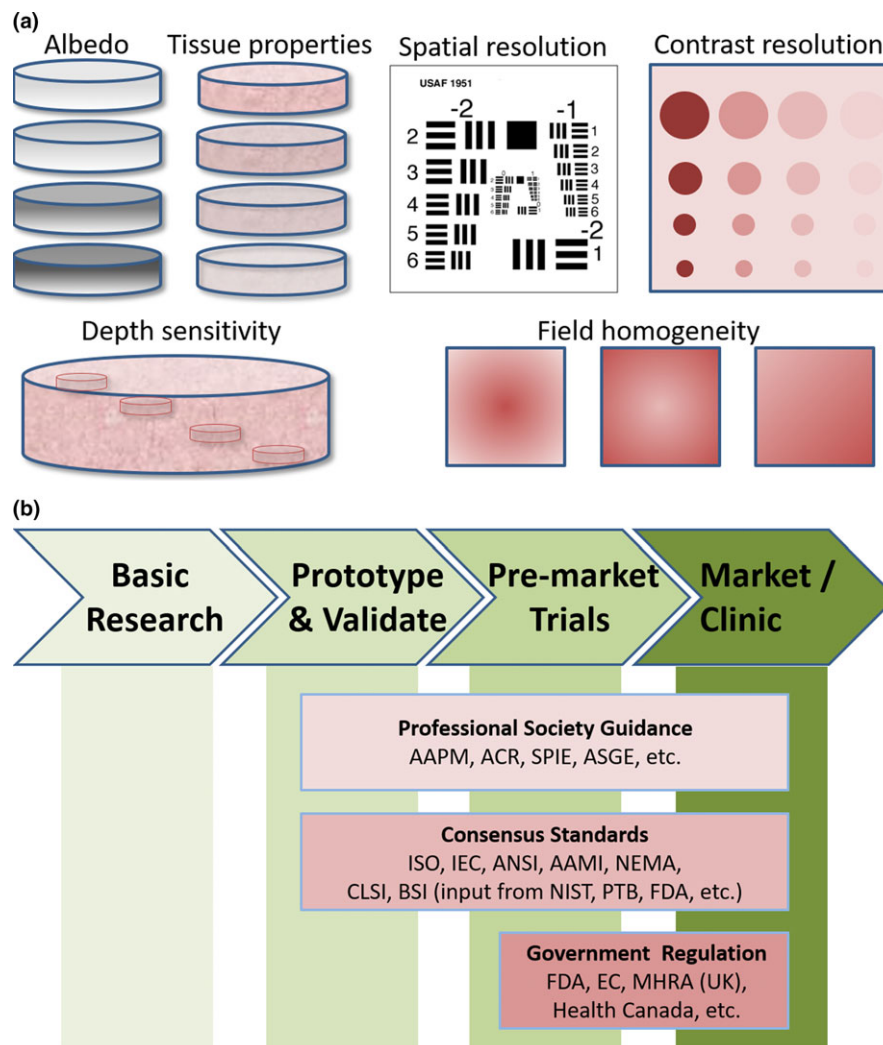 (a)
Albedo
Tissue properties
Spatial resolution
Contrast resolution
USAF 1951
-2
-1
2
3
4
5
6
1
2
3
4
5
6
-2
1
Depth sensitivity
Field homogeneity
(b)
Basic
Research
Prototype
& Validate
Pre-market
Trials
Market /
Clinic
Professional Society Guidance
AAPM, ACR, SPIE, ASGE, etc.
Consensus Standards
ISO, IEC, ANSI, AAMI, NEMA,
CLSI, BSI (input from NIST, PTB, FDA, etc.)
Government Regulation
FDA, EC, MHRA (UK),
Health Canada, etc.